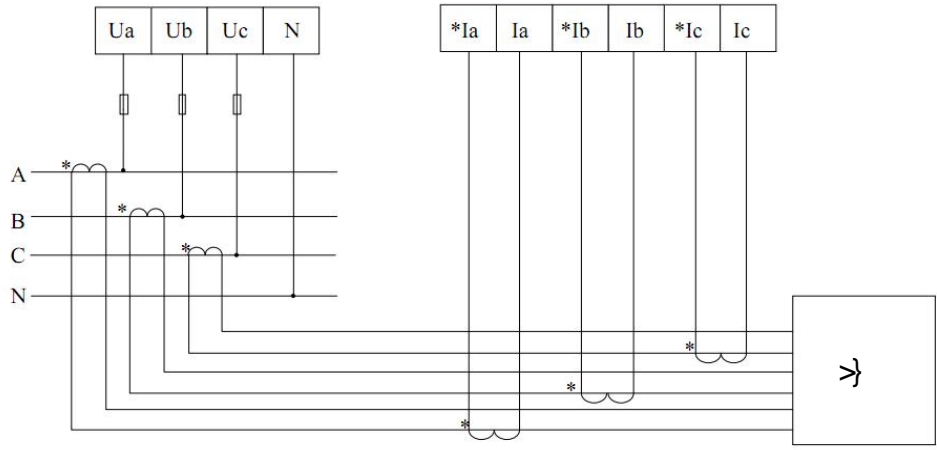 Ua Ub Uc N
*Ia Ia *Ib Ib *Ic Ic
* A
* B
* C
N
*
*
*
>}